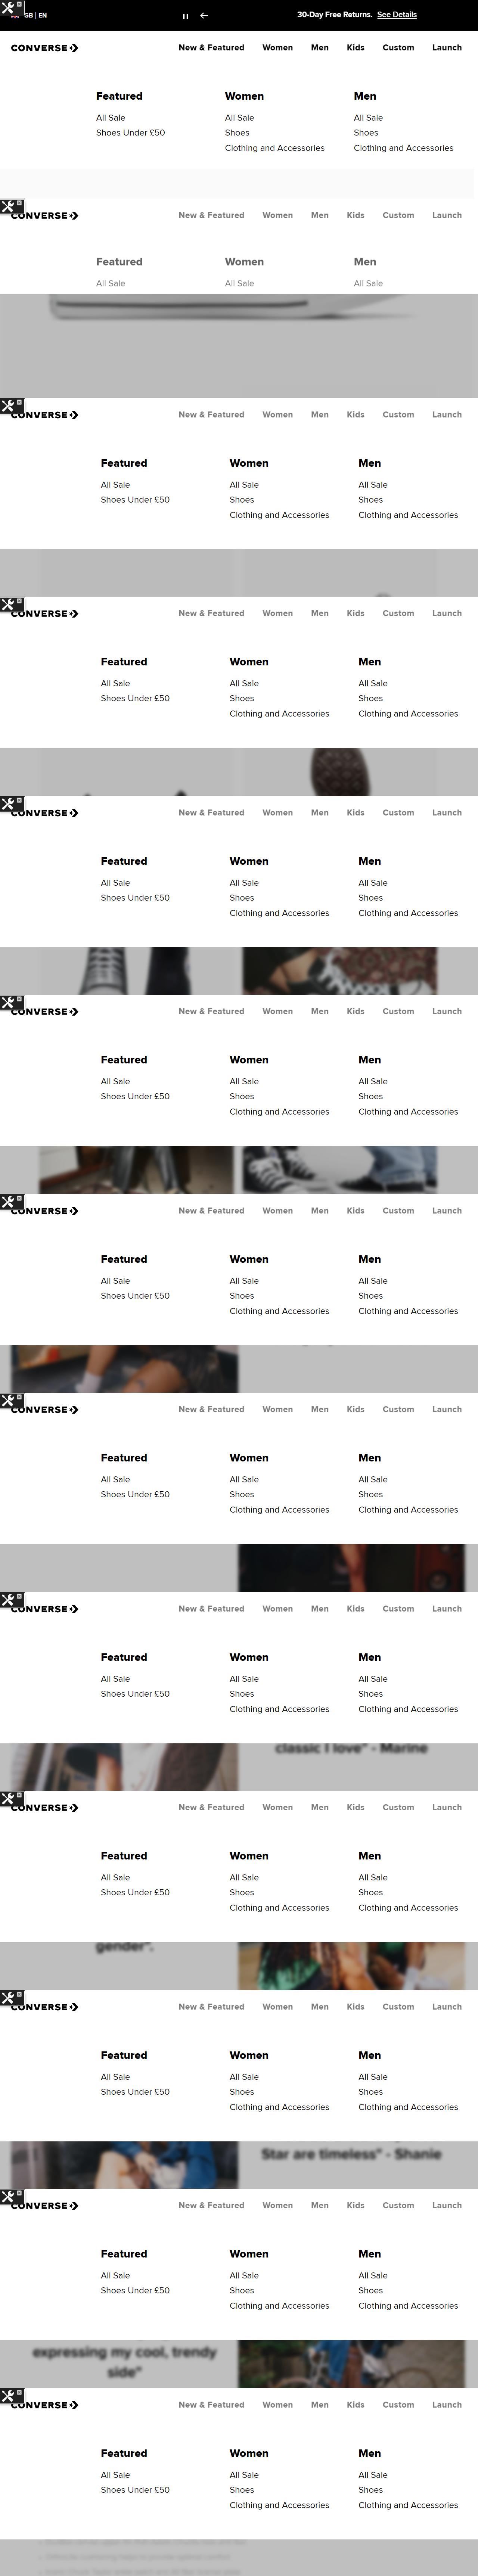 GB | EN
30-Day Free Returns. See Details
CONVERSE
New & Featured Women Men Kids Custom Launch
Featured Women Men
All Sale All Sale All Sale
Shoes Under £50 Shoes Shoes
Clothing and Accessories Clothing and Accessories
CONVERSE
New & Featured Women Men Kids Custom Launch
Featured Women Men
All Sale All Sale All Sale
CONVERSE
New & Featured Women Men Kids Custom Launch
Featured Women Men
All Sale All Sale All Sale
Shoes Under £50 Shoes Shoes
Clothing and Accessories Clothing and Accessories
CONVERSE
New & Featured Women Men Kids Custom Launch
Featured Women Men
All Sale All Sale All Sale
Shoes Under £50 Shoes Shoes
Clothing and Accessories Clothing and Accessories
CONVERSE
New & Featured Women Men Kids Custom Launch
Featured Women Men
All Sale All Sale All Sale
Shoes Under £50 Shoes Shoes
Clothing and Accessories Clothing and Accessories
CONVERSE
New & Featured Women Men Kids Custom Launch
Featured Women Men
All Sale All Sale All Sale
Shoes Under £50 Shoes Shoes
Clothing and Accessories Clothing and Accessories
CONVERSE
New & Featured Women Men Kids Custom Launch
Featured Women Men
All Sale All Sale All Sale
Shoes Under £50 Shoes Shoes
Clothing and Accessories Clothing and Accessories
CONVERSE
New & Featured Women Men Kids Custom Launch
Featured Women Men
All Sale All Sale All Sale
Shoes Under £50 Shoes Shoes
Clothing and Accessories Clothing and Accessories
CONVERSE
New & Featured Women Men Kids Custom Launch
Featured Women Men
All Sale All Sale All Sale
Shoes Under £50 Shoes Shoes
Clothing and Accessories Clothing and Accessories
classic I love" - Marine
CONVERSE
New & Featured Women Men Kids Custom Launch
Featured Women Men
All Sale All Sale All Sale
Shoes Under £50 Shoes Shoes
Clothing and Accessories Clothing and Accessories
gender".
CONVERSE
New & Featured Women Men Kids Custom Launch
Featured Women Men
All Sale All Sale All Sale
Shoes Under £50 Shoes Shoes
Clothing and Accessories Clothing and Accessories
Star are timeless" - Shanie
CONVERSE
New & Featured Women Men Kids Custom Launch
Featured Women Men
All Sale All Sale All Sale
Shoes Under £50 Shoes Shoes
Clothing and Accessories Clothing and Accessories
expressing my cool, trendy
side"
CONVERSE
New & Featured Women Men Kids Custom Launch
Featured Women Men
All Sale All Sale All Sale
Shoes Under £50 Shoes Shoes
Clothing and Accessories Clothing and Accessories